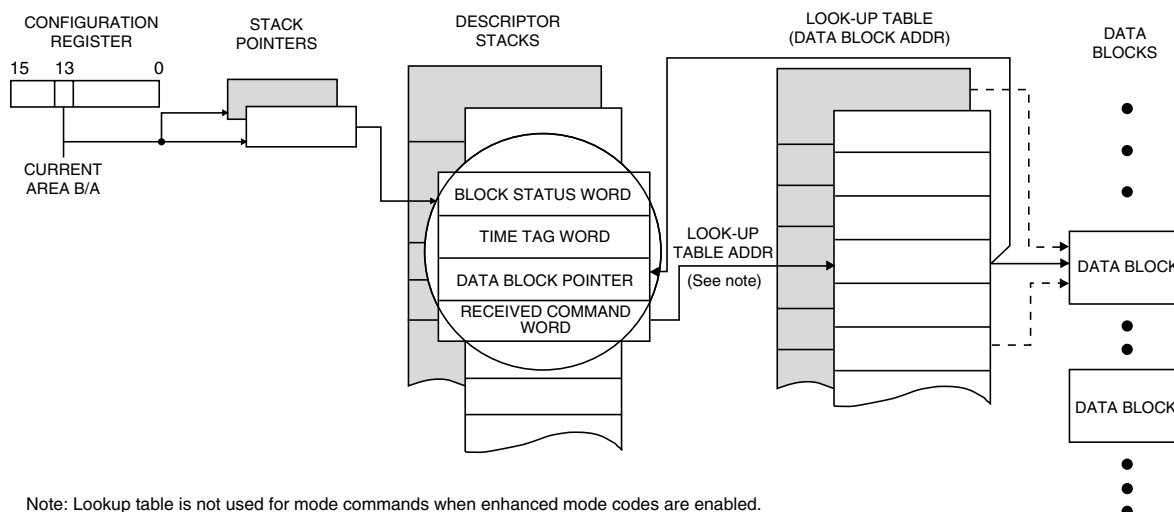 CONFIGURATION
REGISTER
15 13 0
CURRENT
AREA B/A
STACK
POINTERS
DESCRIPTOR
STACKS
BLOCK STATUS WORD
TIME TAG WORD
DATA BLOCK POINTER
RECEIVED COMMAND
WORD
LOOK-UP
TABLE ADDR
(See note)
LOOK-UP TABLE
(DATA BLOCK ADDR)
DATA
BLOCKS
DATA BLOCK
DATA BLOCK
Note: Lookup table is not used for mode commands when enhanced mode codes are enabled.